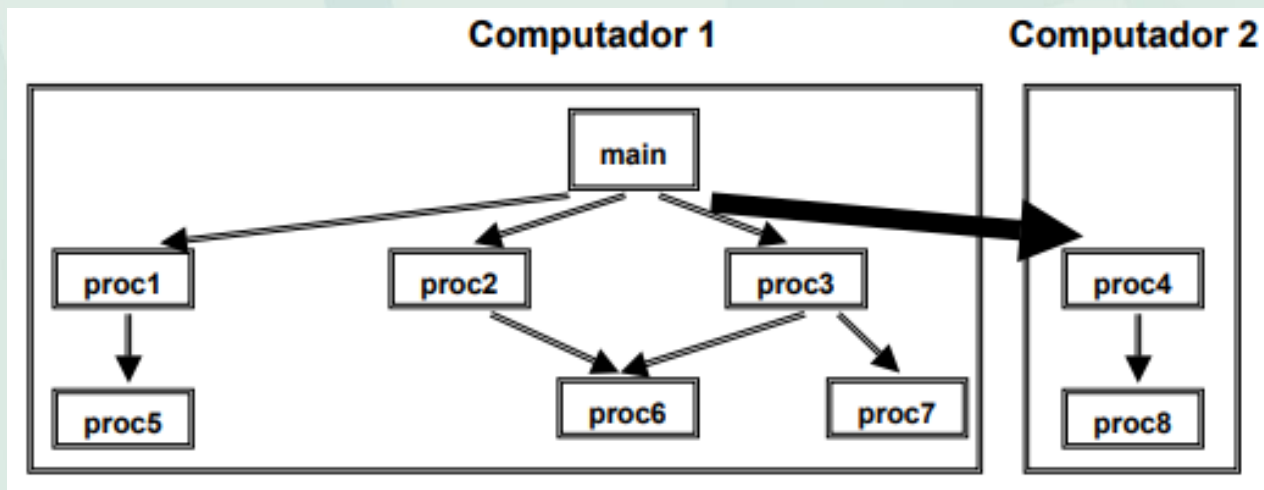 Computador 1
Computador 2
main
proc1
proc2
proc3
proc4
proc5
proc6
proc7
proc8